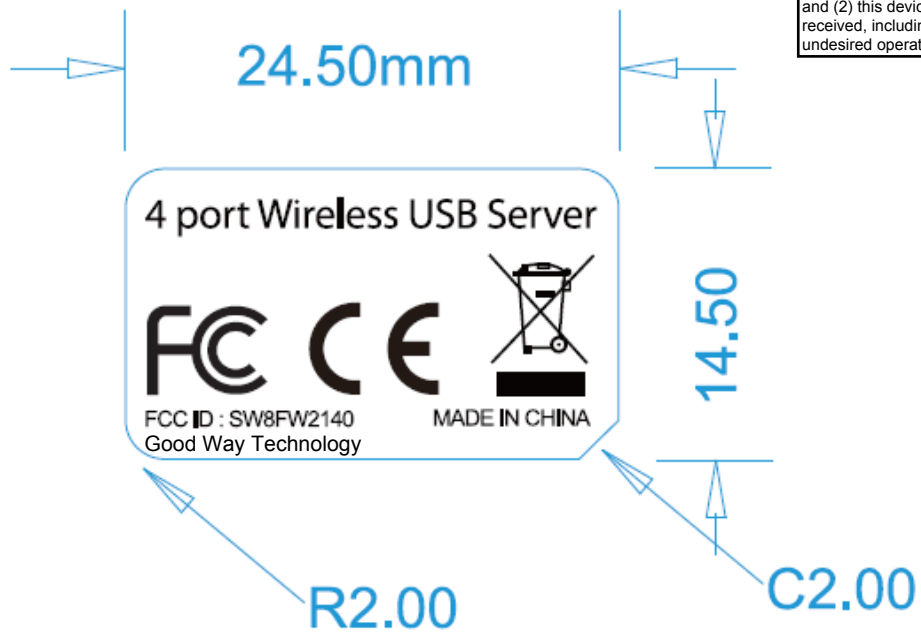 and (2) this devic
received, includin
undesired operat
24.50mm
4 port Wireless USB Server
14.50
FC CE
FCC ID : SW8FW2140
MADE IN CHINA
Good Way Technology
R2.00
C2.00